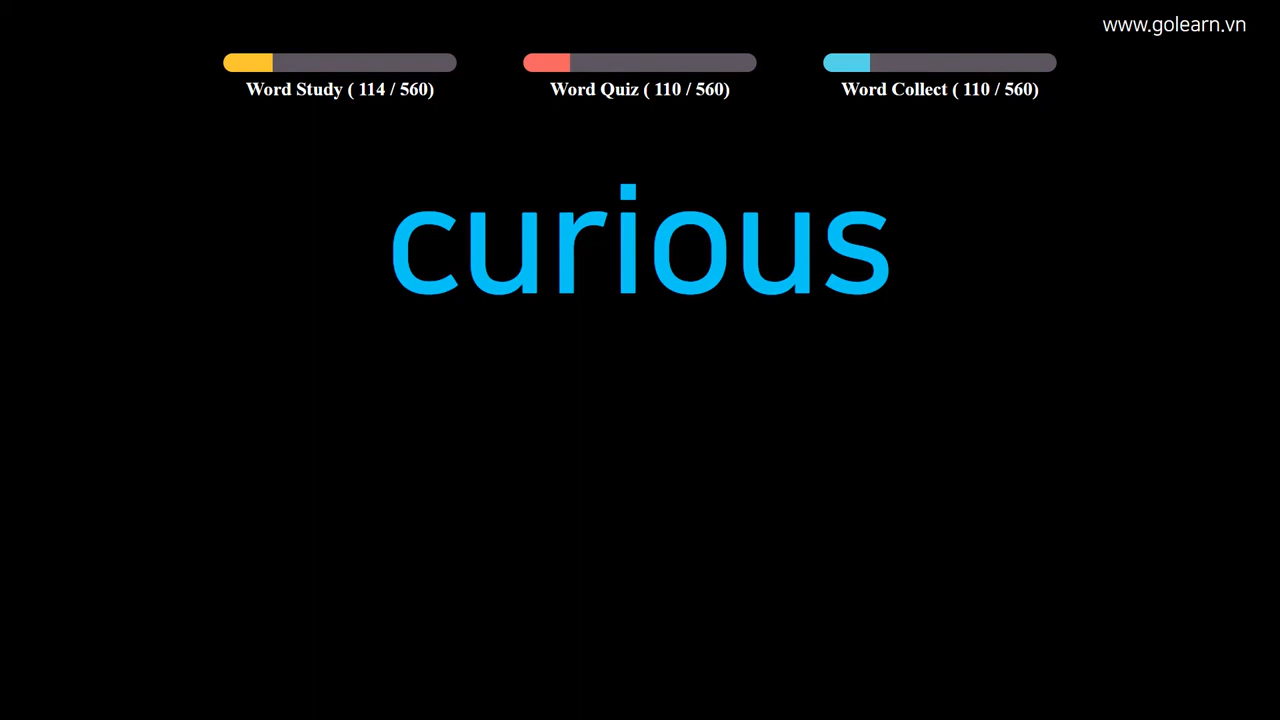 www.golearn.vn
Word Study ( 114 / 560)
Word Quiz ( 110 / 560)
Word Collect ( 110 / 560)
curious